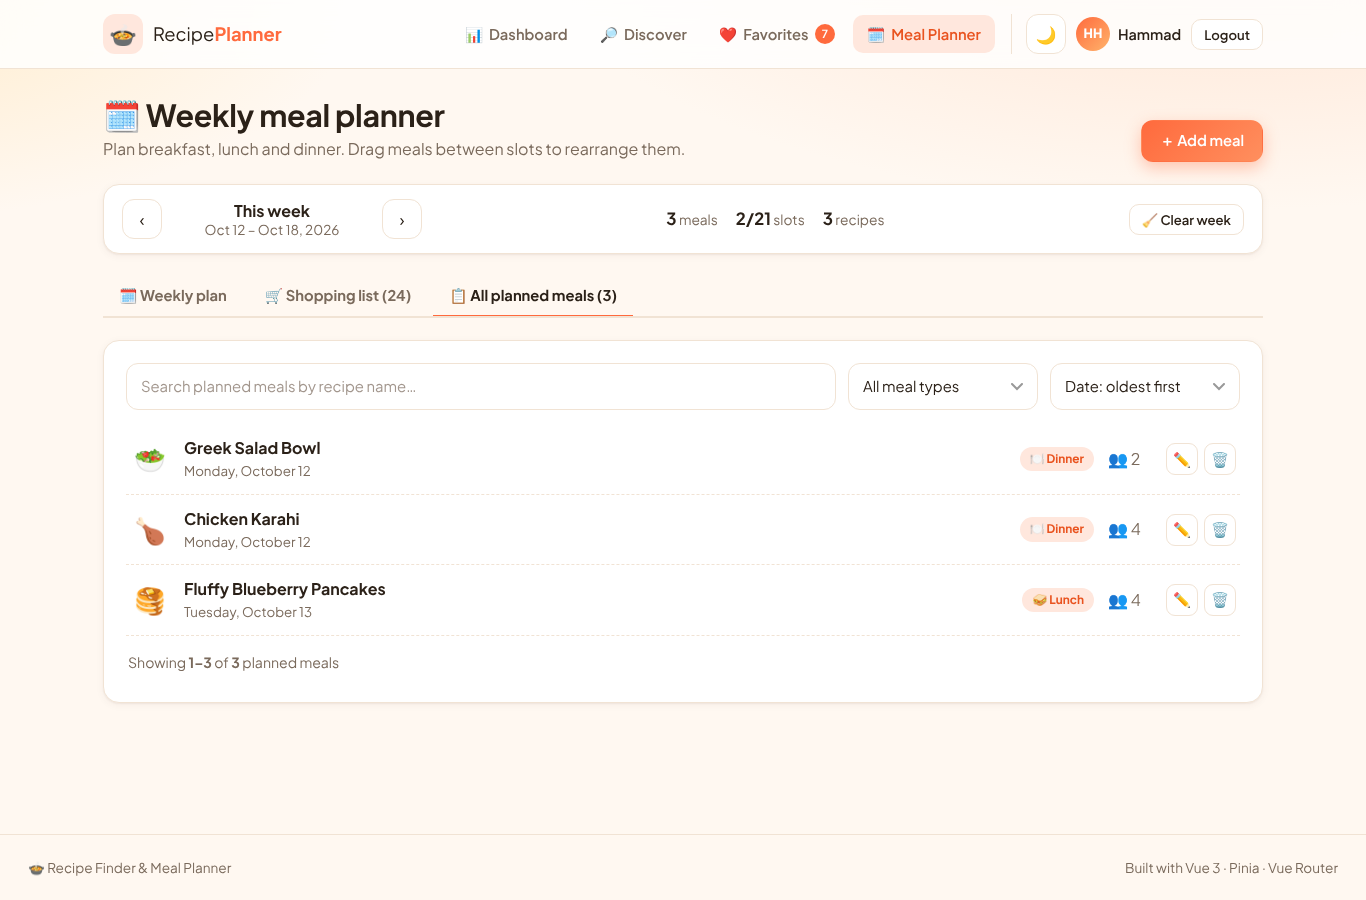 RecipePlanner
📊 Dashboard
🔎 Discover
❤️ Favorites 7
🗓️ Meal Planner
🌙
HH Hammad
Logout
🗓️ Weekly meal planner
Plan breakfast, lunch and dinner. Drag meals between slots to rearrange them.
+ Add meal
‹
This week
Oct 12 – Oct 18, 2026
›
3 meals 2/21 slots 3 recipes
🧹 Clear week
🗓️ Weekly plan
🛒 Shopping list (24)
📋 All planned meals (3)
Search planned meals by recipe name…
All meal types
Date: oldest first
Greek Salad Bowl
Monday, October 12
🍽️ Dinner
👥 2
Chicken Karahi
Monday, October 12
🍽️ Dinner
👥 4
Fluffy Blueberry Pancakes
Tuesday, October 13
🥪 Lunch
👥 4
Showing 1–3 of 3 planned meals
🍲 Recipe Finder & Meal Planner
Built with Vue 3 · Pinia · Vue Router